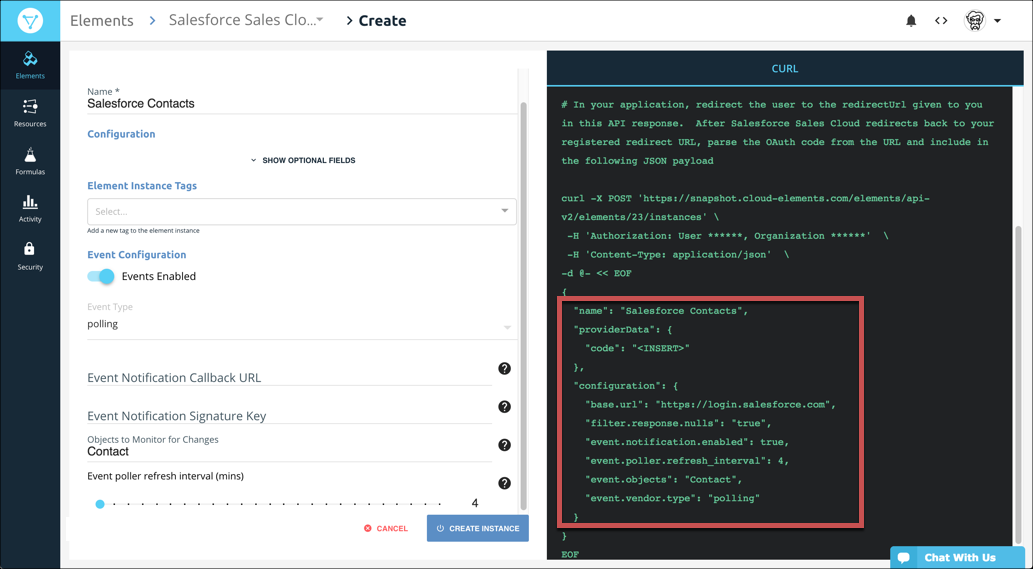 Elements > Salesforce Sales Clo... > Create
Elements
Resources
Formulas
Activity
Security
Name *
Salesforce Contacts
Configuration
SHOW OPTIONAL FIELDS
Element Instance Tags
Select...
Add a new tag to the element instance
Event Configuration
Events Enabled
Event Type
polling
Event Notification Callback URL
?
Event Notification Signature Key
?
Objects to Monitor for Changes
Contact
?
Event poller refresh interval (mins)
?
4
CANCEL
CREATE INSTANCE
CURL
# In your application, redirect the user to the redirectUrl given to you
in this API response.  After Salesforce Sales Cloud redirects back to your
registered redirect URL, parse the OAuth code from the URL and include in
the following JSON payload
curl -X POST 'https://snapshot.cloud-elements.com/elements/api-
v2/elements/23/instances' \
-H 'Authorization: User ******, Organization ******'  \
-H 'Content-Type: application/json'  \
-d @- << EOF
{
"name": "Salesforce Contacts",
"providerData": {
"code": "<INSERT>"
},
"configuration": {
"base.url": "https://login.salesforce.com",
"filter.response.nulls": "true",
"event.notification.enabled": true,
"event.poller.refresh_interval": 4,
"event.objects": "Contact",
"event.vendor.type": "polling"
}
}
EOF
Chat With Us